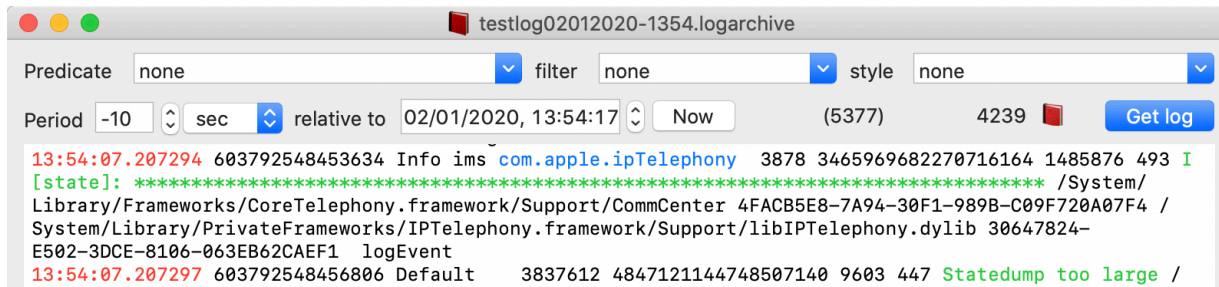 testlog02012020-1354.logarchive
Predicate none filter none style none
Period -10 sec relative to 02/01/2020, 13:54:17 Now (5377) 4239 Get log
13:54:07.207294 603792548453634 Info ims com.apple.ipTelephony 3878 3465969682270716164 1485876 493 I
[state]: ******************************************************************************** /System/
Library/Frameworks/CoreTelephony.framework/Support/CommCenter 4FACB5E8-7A94-30F1-989B-C09F720A07F4 /
System/Library/PrivateFrameworks/IPTelephony.framework/Support/libIPTelephony.dylib 30647824-
E502-3DCE-8106-063EB62CAEF1 logEvent
13:54:07.207297 603792548456806 Default 3837612 4847121144748507140 9603 447 Statedump too large /